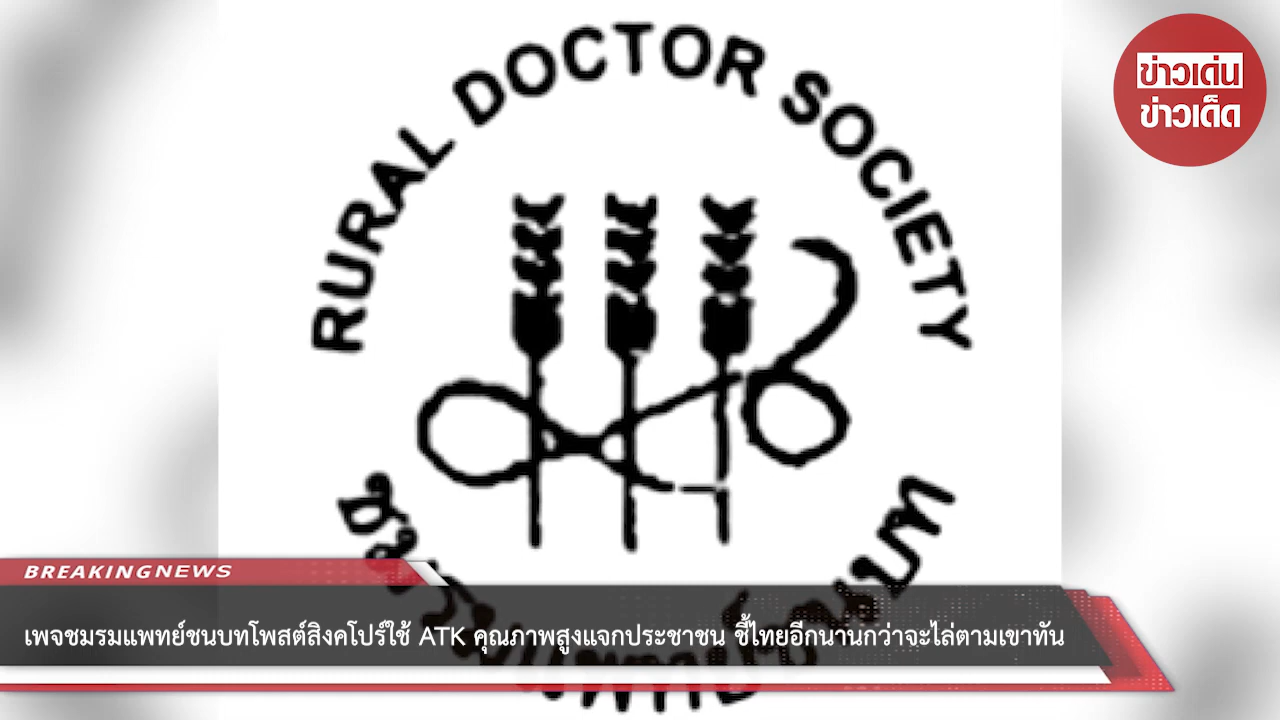 RURAL DOCTOR SOCIETY
ข่าวเด่น
ข่าวเด็ด
BREAKINGNEWS
เพจชมรมแพทย์ชนบทโพสต์สิงคโปร์ใช้ ATK คุณภาพสูงแจกประชาชน ชี้ไทยอีกนานกว่าจะไล่ตามเขาทัน